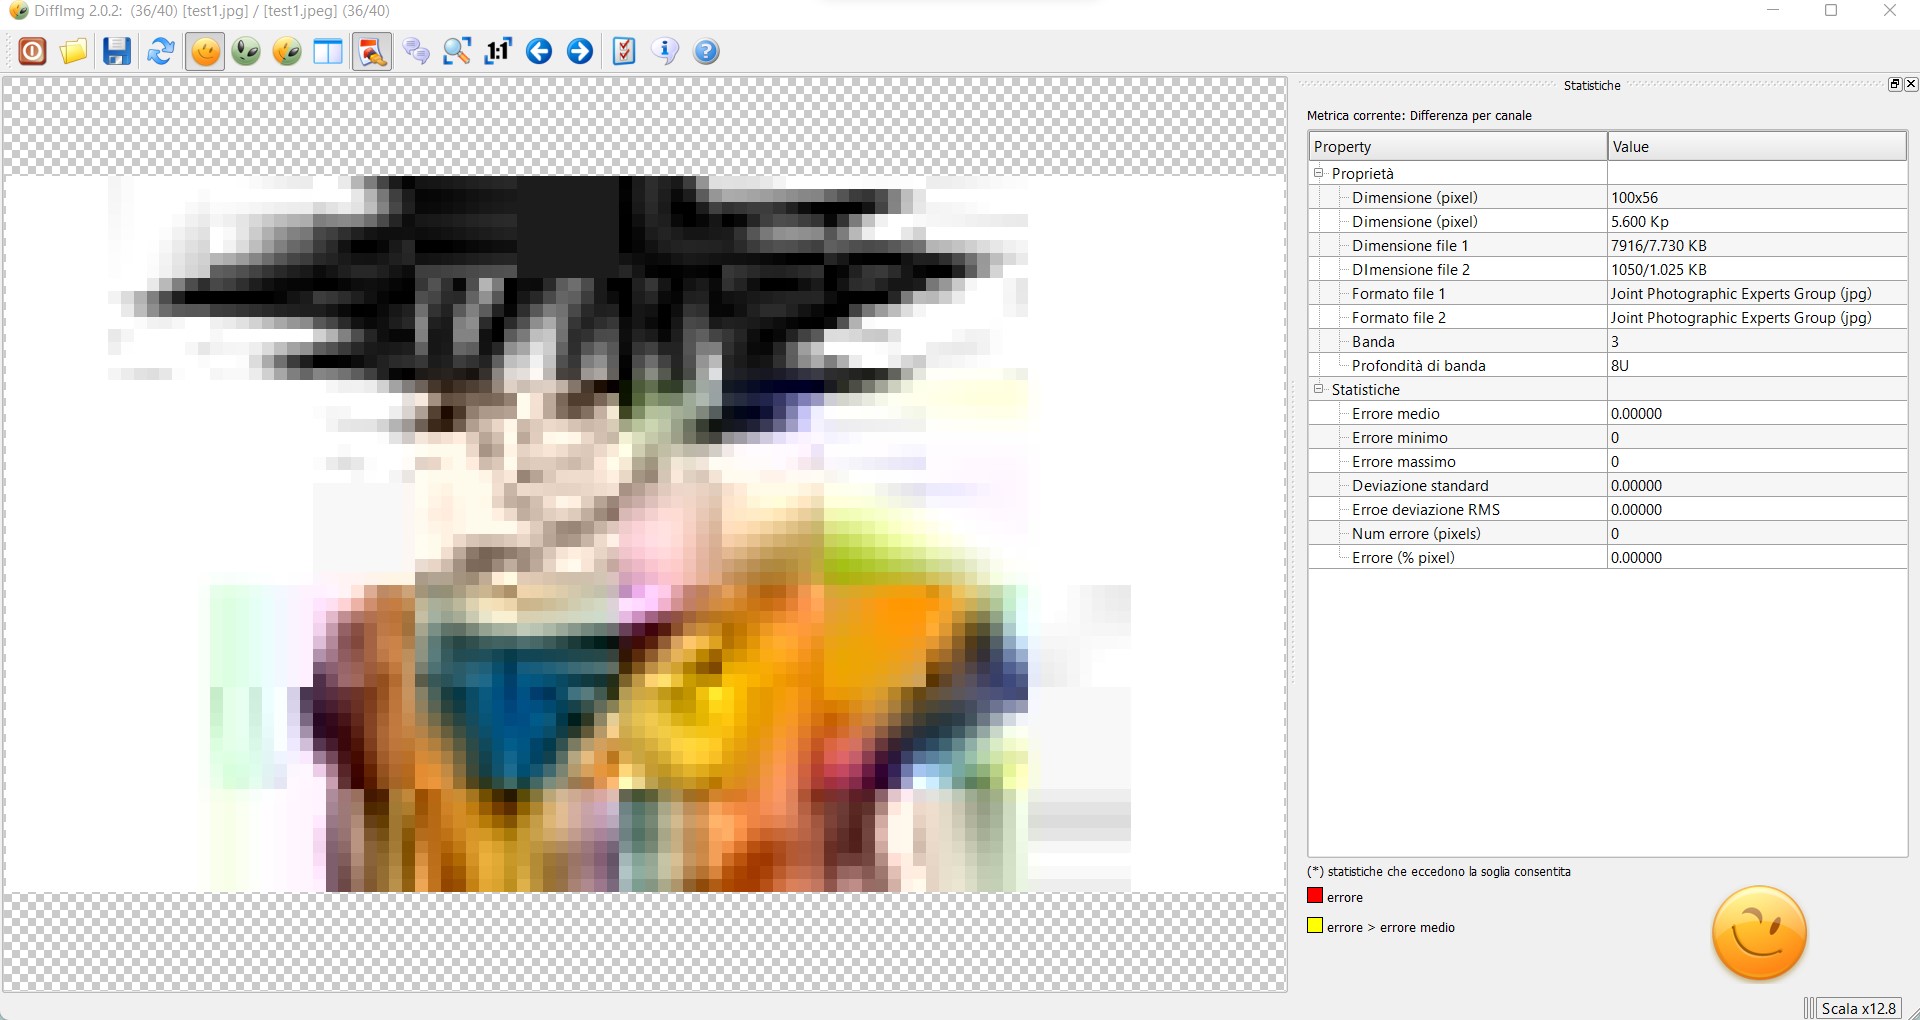 DiffImg 2.0.2: (36/40) [test1.jpg] / [test1.jpeg] (36/40)
1:1
Statistiche
Metrica corrente: Differenza per canale
Property Value
Proprietà
Dimensione (pixel) 100x56
Dimensione (pixel) 5.600 Kp
Dimensione file 1 7916/7.730 KB
DImensione file 2 1050/1.025 KB
Formato file 1 Joint Photographic Experts Group (jpg)
Formato file 2 Joint Photographic Experts Group (jpg)
Banda 3
Profondità di banda 8U
Statistiche
Errore medio 0.00000
Errore minimo 0
Errore massimo 0
Deviazione standard 0.00000
Erroe deviazione RMS 0.00000
Num errore (pixels) 0
Errore (% pixel) 0.00000
(*) statistiche che eccedono la soglia consentita
errore
errore > errore medio
Scala x12.8